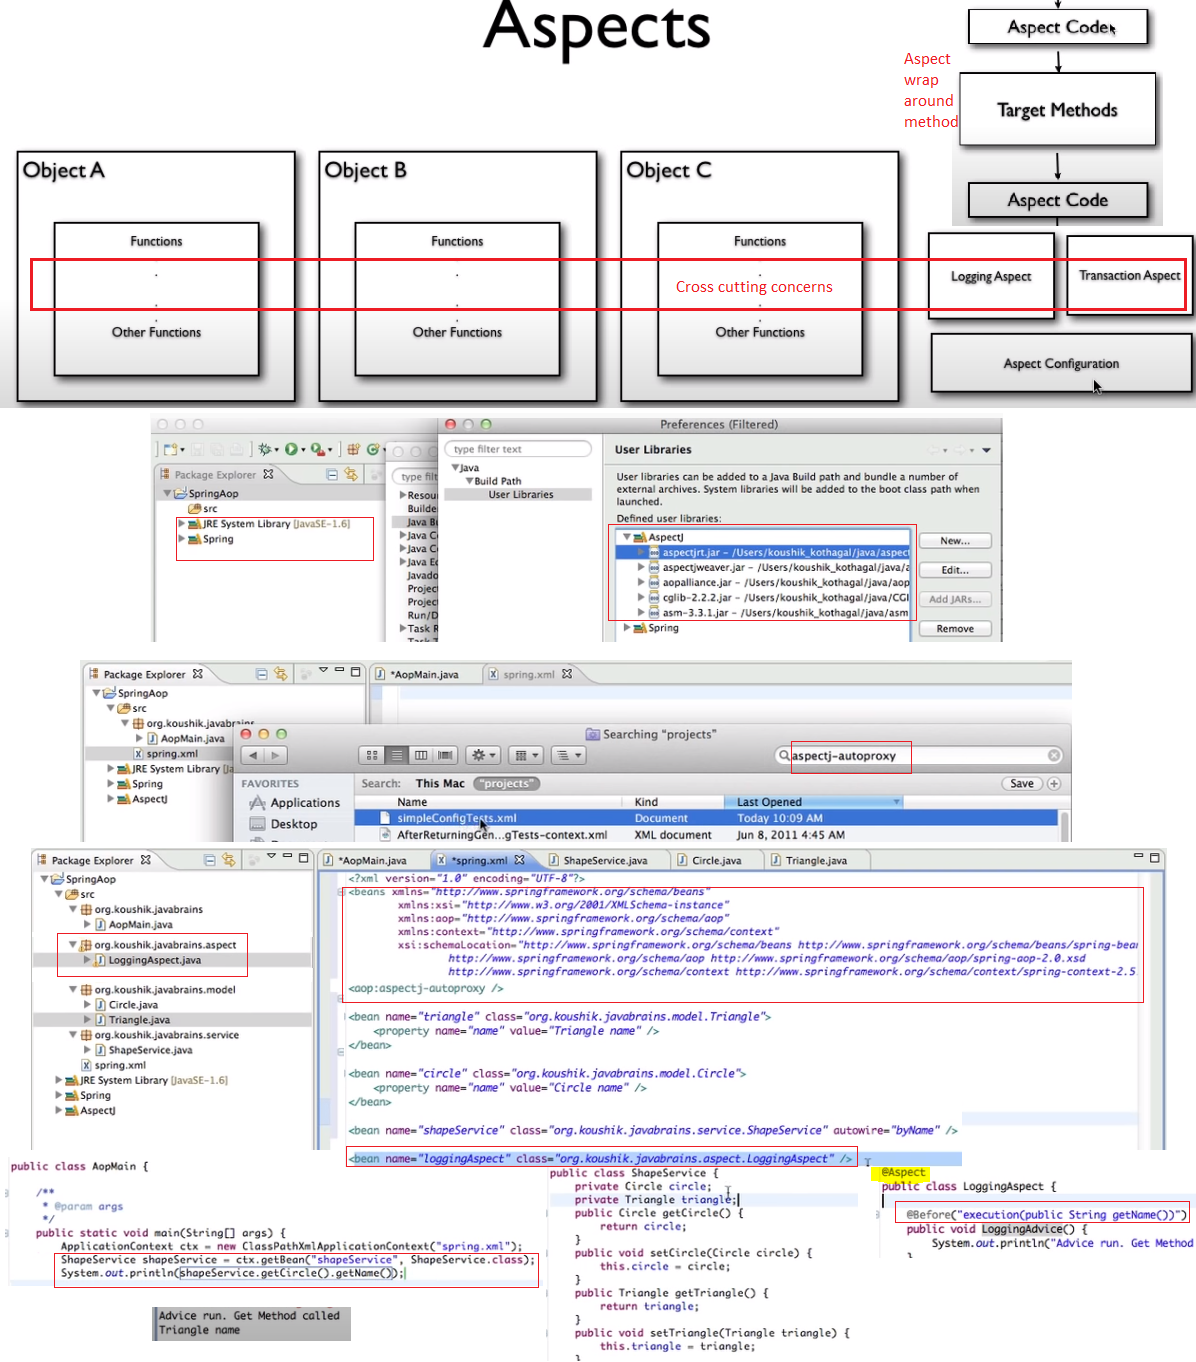 Aspects
Aspect Code
Aspect
wrap
around
method
Target Methods
Aspect Code
Object A
Functions
Other Functions
Object B
Functions
Other Functions
Object C
Functions
Cross cutting concerns
Other Functions
Logging Aspect
Transaction Aspect
Aspect Configuration
Package Explorer
SpringAop
src
JRE System Library [JavaSE-1.6]
Spring
type filt
Resou
Builde
Java B
Java C
Java E
Javado
Projec
Projec
Run/D
Task R
Preferences (Filtered)
type filter text
Java
Build Path
User Libraries
User Libraries
User libraries can be added to a Java Build path and bundle a number of
external archives. System libraries will be added to the boot class path when
launched.
Defined user libraries:
AspectJ
aspectjrt.jar – /Users/koushik_kothagal/java/aspect
aspectjweaver.jar – /Users/koushik_kothagal/java/a
aopalliance.jar – /Users/koushik_kothagal/java/aop
cglib-2.2.2.jar – /Users/koushik_kothagal/java/CGI
asm-3.3.1.jar – /Users/koushik_kothagal/java/asm
Spring
New...
Edit...
Add JARs...
Remove
Package Explorer
SpringAop
src
org.koushik.javabrains
AopMain.java
spring.xml
JRE System Library [Ja
Spring
AspectJ
*AopMain.java
spring.xml
Searching "projects"
aspectj-autoproxy
FAVORITES
Applications
Desktop
Search: This Mac "projects" Save
Name Kind Last Opened
simpleConfigTests.xml Document Today 10:09 AM
AfterReturningGen...gTests-context.xml XML document Jun 8, 2011 4:45 AM
Package Explorer
SpringAop
src
org.koushik.javabrains
AopMain.java
org.koushik.javabrains.aspect
LoggingAspect.java
org.koushik.javabrains.model
Circle.java
Triangle.java
org.koushik.javabrains.service
ShapeService.java
spring.xml
JRE System Library [JavaSE-1.6]
Spring
AspectJ
*AopMain.java *spring.xml ShapeService.java Circle.java Triangle.java
<?xml version="1.0" encoding="UTF-8"?>
<beans xmlns="http://www.springframework.org/schema/beans"
xmlns:xsi="http://www.w3.org/2001/XMLSchema-instance"
xmlns:aop="http://www.springframework.org/schema/aop"
xmlns:context="http://www.springframework.org/schema/context"
xsi:schemaLocation="http://www.springframework.org/schema/beans http://www.springframework.org/schema/beans/spring-bea
http://www.springframework.org/schema/aop http://www.springframework.org/schema/aop/spring-aop-2.0.xsd
http://www.springframework.org/schema/context http://www.springframework.org/schema/context/spring-context-2.5.
<aop:aspectj-autoproxy />
<bean name="triangle" class="org.koushik.javabrains.model.Triangle">
<property name="name" value="Triangle name" />
</bean>
<bean name="circle" class="org.koushik.javabrains.model.Circle">
<property name="name" value="Circle name" />
</bean>
<bean name="shapeService" class="org.koushik.javabrains.service.ShapeService" autowire="byName" />
<bean name="loggingAspect" class="org.koushik.javabrains.aspect.LoggingAspect" />
public class AopMain {
/**
* @param args
*/
public static void main(String[] args) {
ApplicationContext ctx = new ClassPathXmlApplicationContext("spring.xml");
ShapeService shapeService = ctx.getBean("shapeService", ShapeService.class);
System.out.println(shapeService.getCircle().getName());
Advice run. Get Method called
Triangle name
public class ShapeService {
private Circle circle;
private Triangle triangle;
public Circle getCircle() {
return circle;
}
public void setCircle(Circle circle) {
this.circle = circle;
}
public Triangle getTriangle() {
return triangle;
}
public void setTriangle(Triangle triangle) {
this.triangle = triangle;
}
@Aspect
public class LoggingAspect {
@Before("execution(public String getName())")
public void LoggingAdvice() {
System.out.println("Advice run. Get Method
}